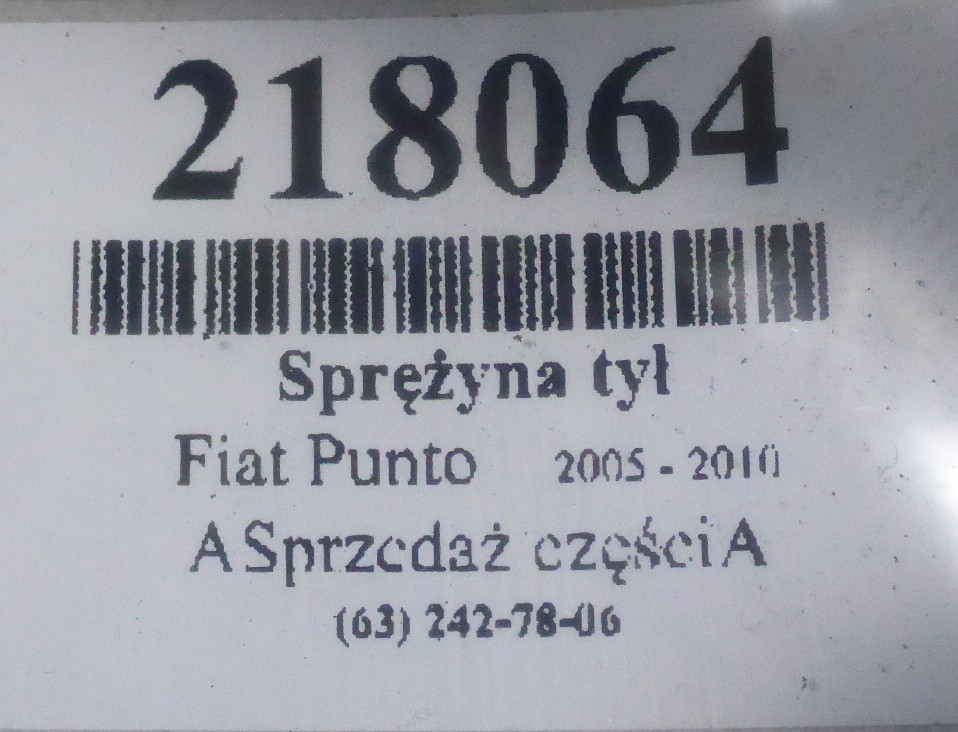 218064
Sprężyna tył
Fiat Punto 2005 - 2010
A Sprzedaż części A
(63) 242-78-06